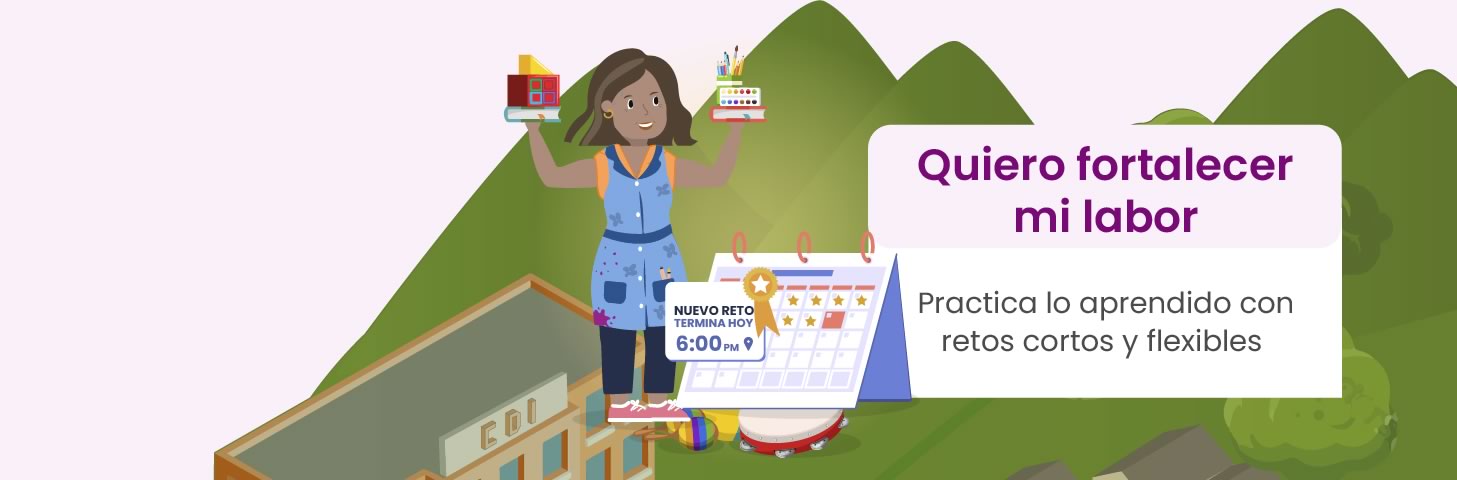 Quiero fortalecer
mi labor
Practica lo aprendido con
retos cortos y flexibles
NUEVO RETO
TERMINA HOY
6:00 PM
CDI